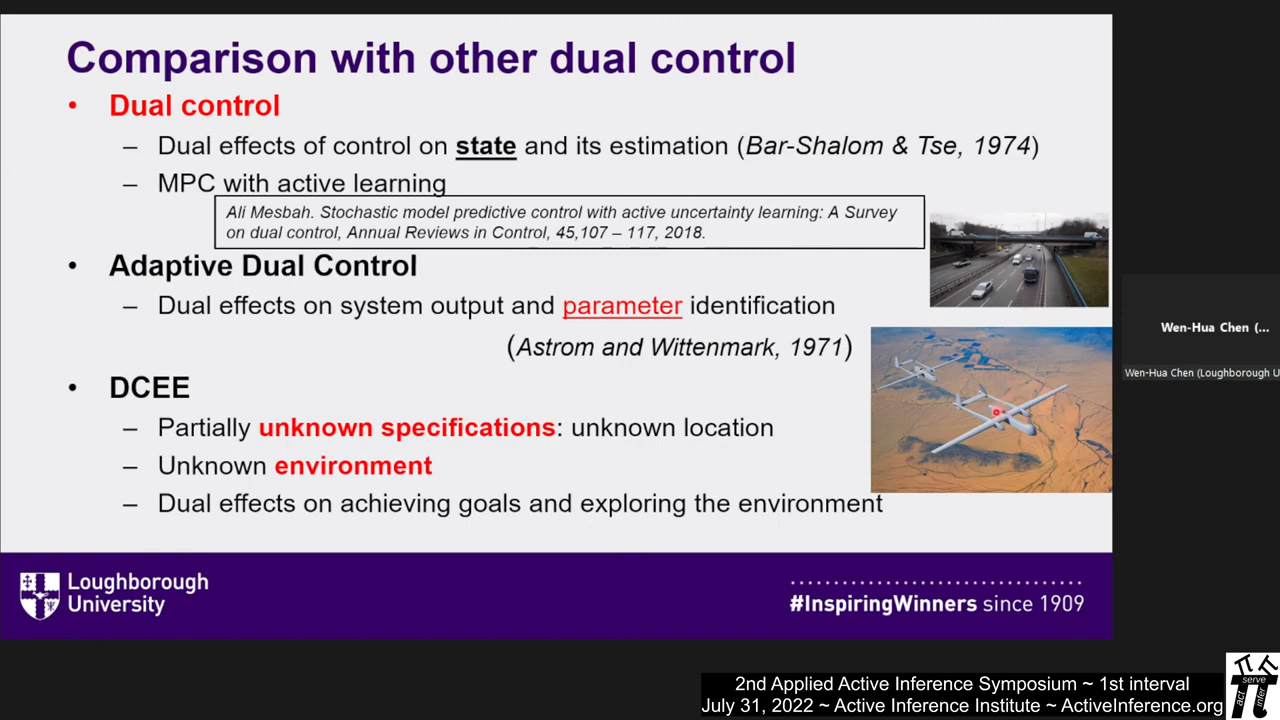 Comparison with other dual control
• Dual control
– Dual effects of control on state and its estimation (Bar-Shalom & Tse, 1974)
– MPC with active learning
Ali Mesbah. Stochastic model predictive control with active uncertainty learning: A Survey
on dual control, Annual Reviews in Control, 45,107 – 117, 2018.
• Adaptive Dual Control
– Dual effects on system output and parameter identification
(Astrom and Wittenmark, 1971)
• DCEE
– Partially unknown specifications: unknown location
– Unknown environment
– Dual effects on achieving goals and exploring the environment
Wen-Hua Chen (...
Wen-Hua Chen (Loughborough U
Loughborough
University
#InspiringWinners since 1909
2nd Applied Active Inference Symposium ~ 1st interval
July 31, 2022 ~ Active Inference Institute ~ ActiveInference.org
serve
act
infer